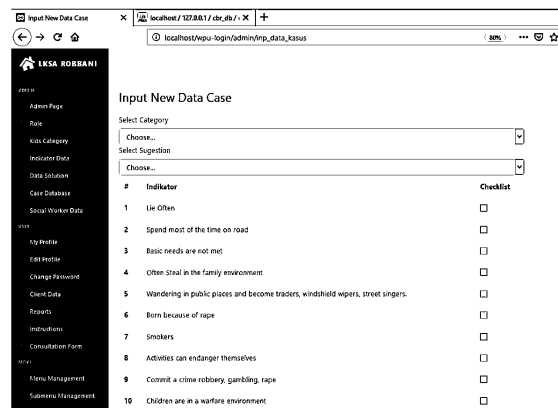 Input New Data Case
localhost / 127.0.0.1 / cbr_db /
localhost/wpu-login/admin/inp_data_kasus
80%
LKSA ROBBANI
ADMIN
Admin Page
Role
Kids Category
Indikator Data
Data Solution
Case Database
Social Worker Data
USER
My Profile
Edit Profile
Change Password
Client Data
Reports
Instructions
Consultation Form
MENU
Menu Management
Submenu Management
Input New Data Case
Select Category
Choose...
Select Sugestion
Choose...
# Indikator Checklist
1 Lie Often
2 Spend most of the time on road
3 Basic needs are not met
4 Often Steal in the family environment
5 Wandering in public places and become traders, windshield wipers, street singers.
6 Born because of rape
7 Smokers
8 Activities can endanger themselves
9 Commit a crime robbery, gambling, rape
10 Children are in a warfare environment